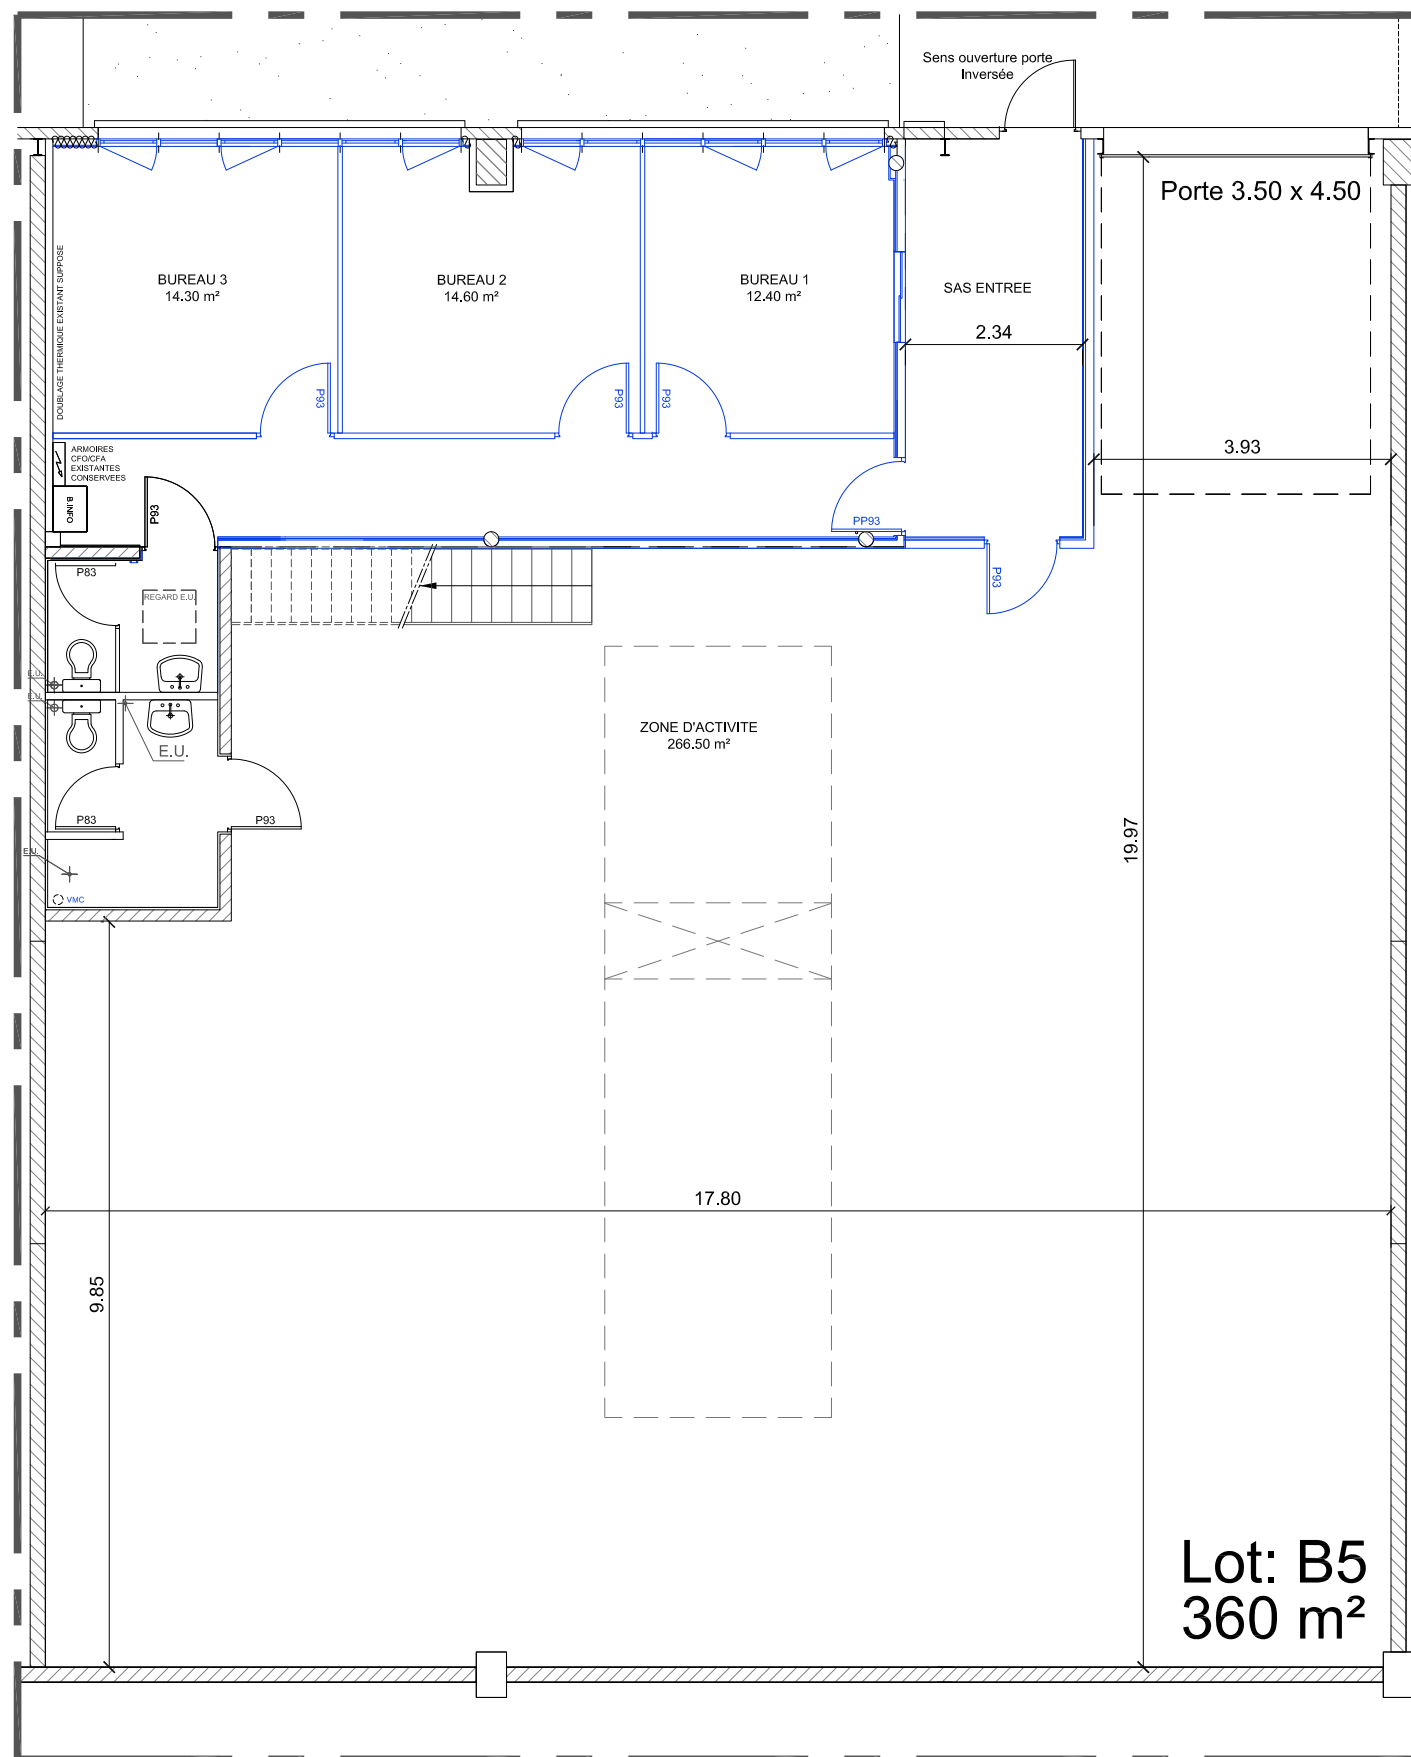 Sens ouverture porte
Inversée
Porte 3.50 x 4.50
DOUBLAGE THERMIQUE EXISTANT SUPPOSE
BUREAU 3
14.30 m²
BUREAU 2
14.60 m²
BUREAU 1
12.40 m²
SAS ENTREE
2.34
P93
P93
P93
3.93
ARMOIRES
CFO/CFA
EXISTANTES
CONSERVEES
B.INFO
P93
PP93
P93
P83
REGARD E.U.
E.U.
E.U.
E.U.
ZONE D'ACTIVITE
266.50 m²
P83
P93
E.U.
VMC
19.97
17.80
9.85
Lot: B5
360 m²